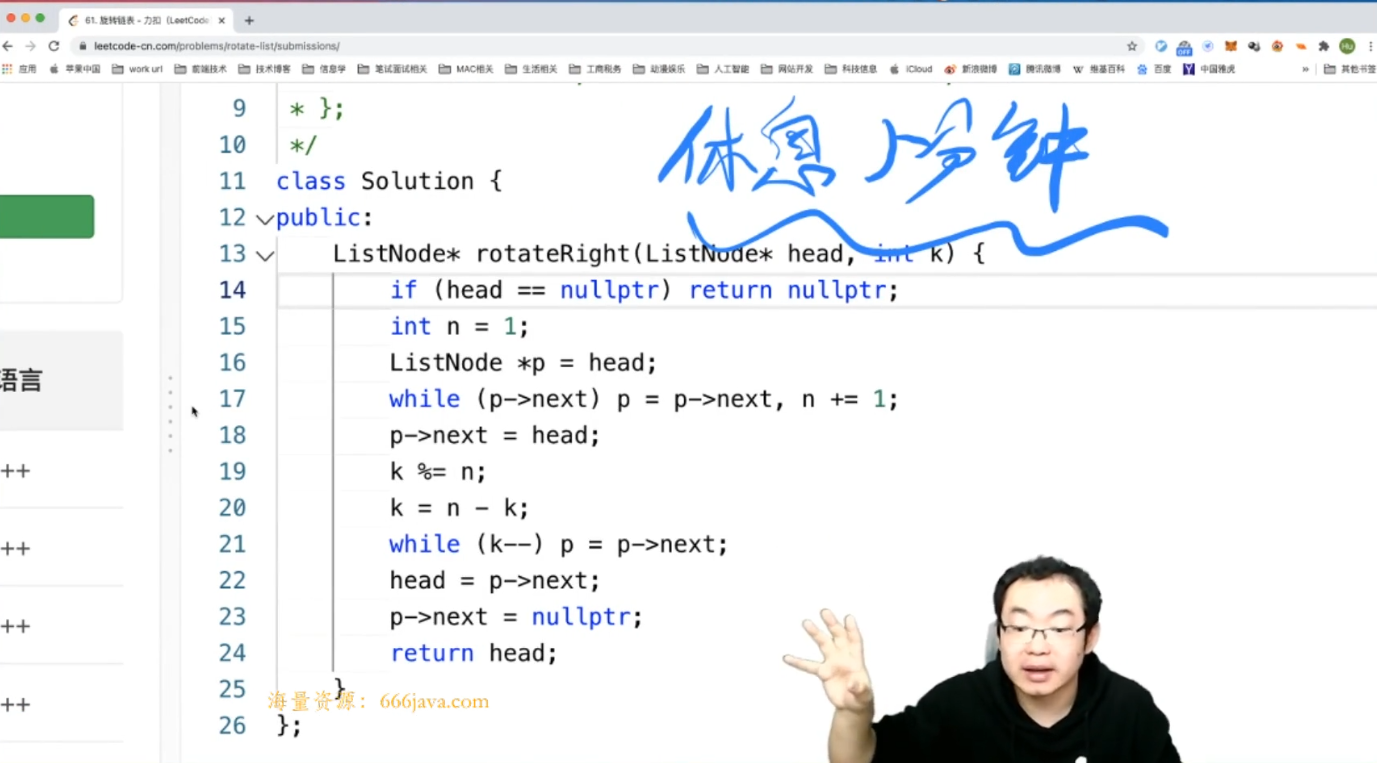 61. 旋转链表 - 力扣 (LeetCode
leetcode-cn.com/problems/rotate-list/submissions/
应用 苹果中国 work url 前端技术 技术博客 信息学 笔试面试相关 MAC相关 生活相关 工商税务 动漫娱乐 人工智能 网站开发 科技信息 iCloud 新浪微博 腾讯微博 维基百科 百度 中国雅虎 » 其他书签
休息 分钟
9 * };
10 */
11 class Solution {
12 public:
13 ListNode* rotateRight(ListNode* head, int k) {
14 if (head == nullptr) return nullptr;
15 int n = 1;
16 ListNode *p = head;
17 while (p->next) p = p->next, n += 1;
18 p->next = head;
19 k %= n;
20 k = n - k;
21 while (k--) p = p->next;
22 head = p->next;
23 p->next = nullptr;
24 return head;
25 }
26 };
语言
++
++
++
++
海量资源：666java.com